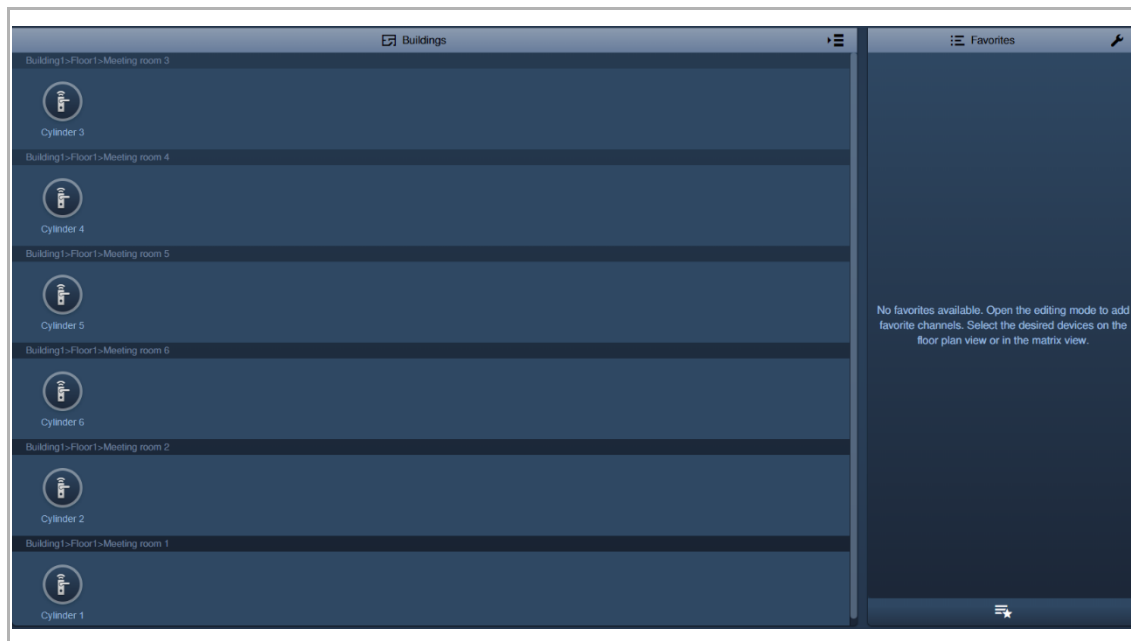 Buildings
Building1>Floor1>Meeting room 3
Cylinder 3
Building1>Floor1>Meeting room 4
Cylinder 4
Building1>Floor1>Meeting room 5
Cylinder 5
Building1>Floor1>Meeting room 6
Cylinder 6
Building1>Floor1>Meeting room 2
Cylinder 2
Building1>Floor1>Meeting room 1
Cylinder 1
Favorites
No favorites available. Open the editing mode to add
favorite channels. Select the desired devices on the
floor plan view or in the matrix view.